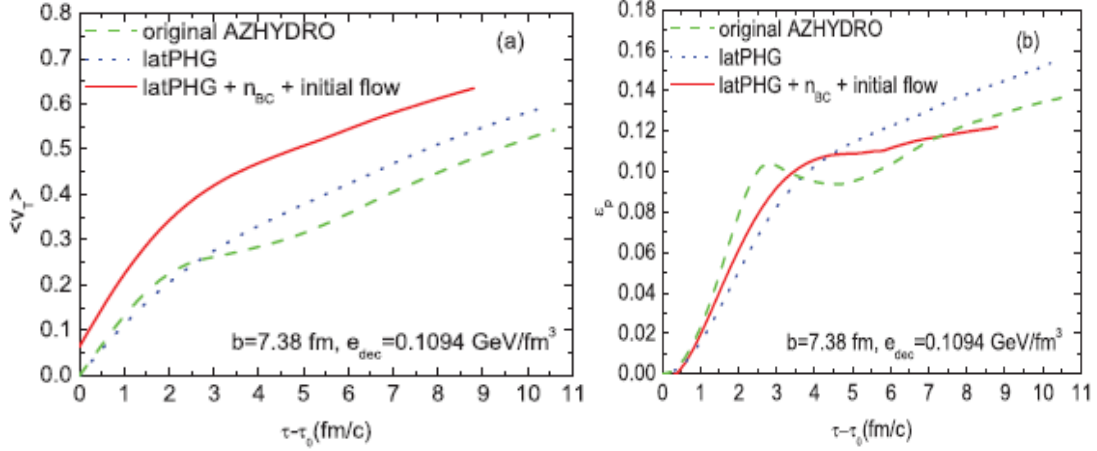 0.8
0.7
0.6
0.5
0.4
0.3
0.2
0.1
0.0
<v_T>
original AZHYDRO
latPHG
latPHG + n_BC + initial flow
(a)
b=7.38 fm, e_dec=0.1094 GeV/fm³
0 1 2 3 4 5 6 7 8 9 10 11
τ-τ_0(fm/c)
0.18
0.16
0.14
0.12
0.10
0.08
0.06
0.04
0.02
0.00
ε_p
original AZHYDRO
latPHG
latPHG + n_BC + initial flow
(b)
b=7.38 fm, e_dec=0.1094 GeV/fm³
0 1 2 3 4 5 6 7 8 9 10 11
τ-τ_0(fm/c)